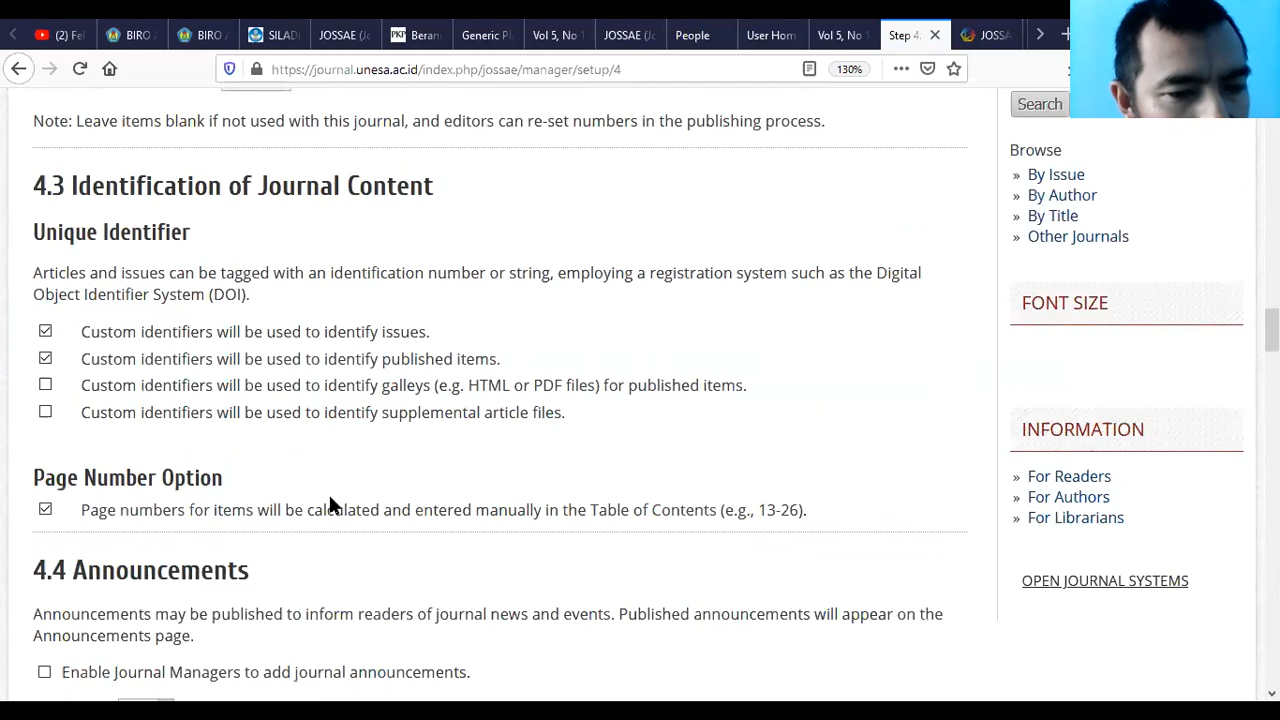 (2) Fel
BIRO A
BIRO A
SILAD
JOSSAE (J
Beran
Generic Pl
Vol 5, No 1
JOSSAE (Jo
People
User Hom
Vol 5, No 1
Step 4.
JOSSA
https://journal.unesa.ac.id/index.php/jossae/manager/setup/4
130%
Note: Leave items blank if not used with this journal, and editors can re-set numbers in the publishing process.
4.3 Identification of Journal Content
Unique Identifier
Articles and issues can be tagged with an identification number or string, employing a registration system such as the Digital
Object Identifier System (DOI).
Custom identifiers will be used to identify issues.
Custom identifiers will be used to identify published items.
Custom identifiers will be used to identify galleys (e.g. HTML or PDF files) for published items.
Custom identifiers will be used to identify supplemental article files.
Page Number Option
Page numbers for items will be calculated and entered manually in the Table of Contents (e.g., 13-26).
4.4 Announcements
Announcements may be published to inform readers of journal news and events. Published announcements will appear on the
Announcements page.
Enable Journal Managers to add journal announcements.
Search
Browse
» By Issue
» By Author
» By Title
» Other Journals
FONT SIZE
INFORMATION
» For Readers
» For Authors
» For Librarians
OPEN JOURNAL SYSTEMS